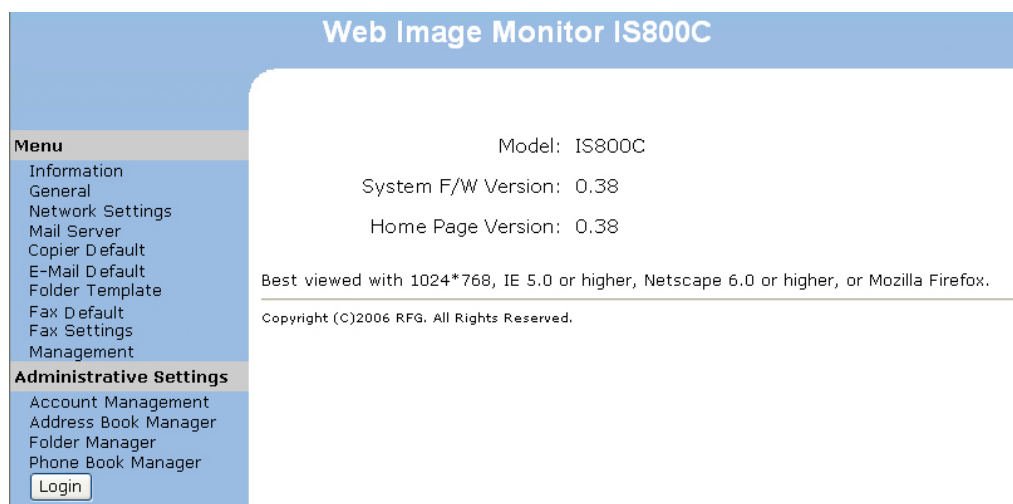 Web Image Monitor IS800C
Menu
Information
General
Network Settings
Mail Server
Copier Default
E-Mail Default
Folder Template
Fax Default
Fax Settings
Management
Administrative Settings
Account Management
Address Book Manager
Folder Manager
Phone Book Manager
Login
Model: IS800C
System F/W Version: 0.38
Home Page Version: 0.38
Best viewed with 1024*768, IE 5.0 or higher, Netscape 6.0 or higher, or Mozilla Firefox.
Copyright (C)2006 RFG. All Rights Reserved.